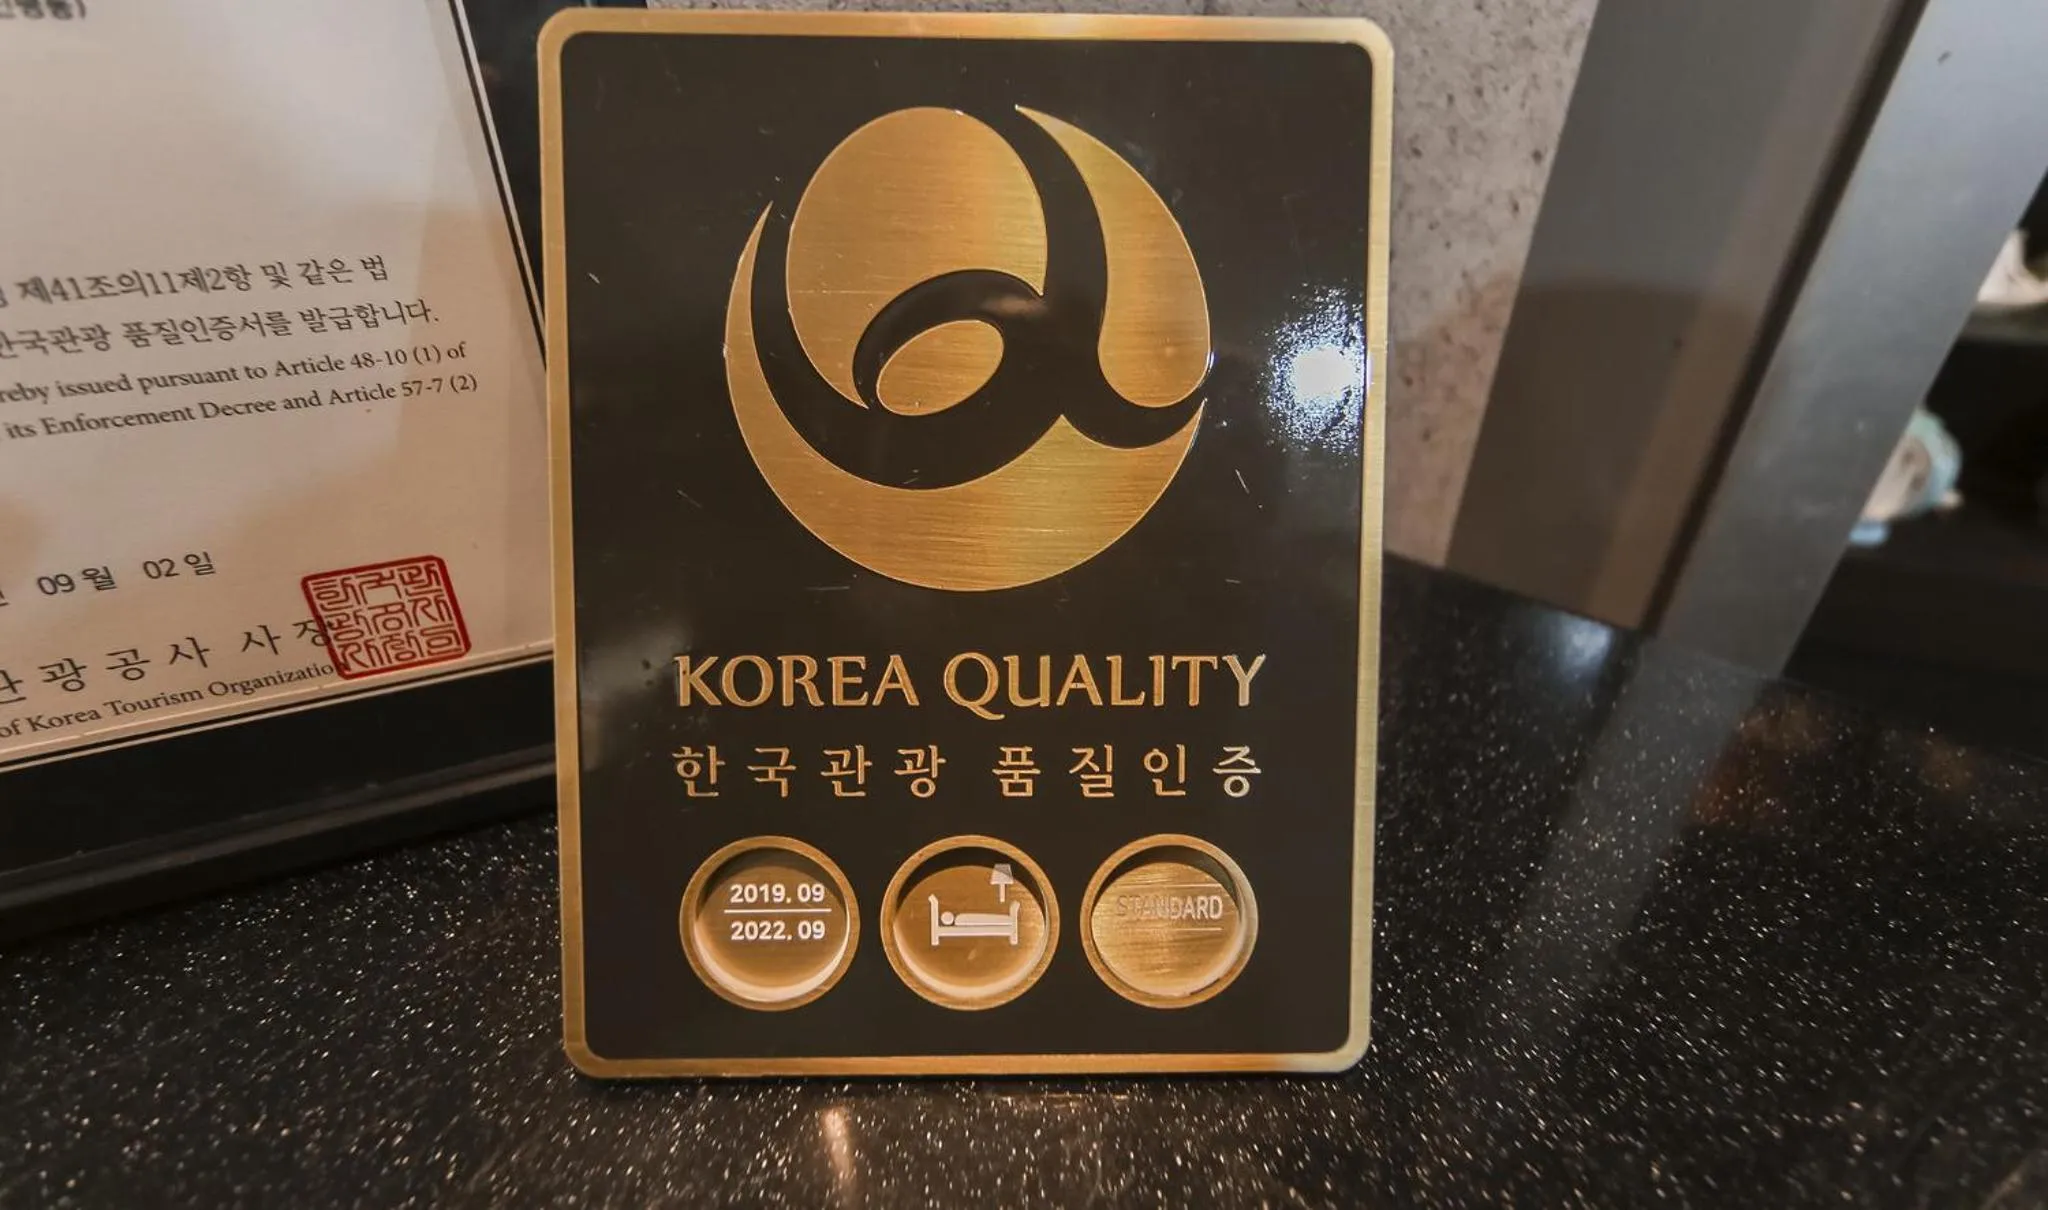 제41조의11제2항 및 같은 법
한국관광 품질인증서를 발급합니다.
issued pursuant to Article 48-10 (1) of
its Enforcement Decree and Article 57-7 (2)
09월 02일
관광공사 사장
of Korea Tourism Organization
KOREA QUALITY
한국관광 품질인증
2019. 09
2022. 09
STANDARD